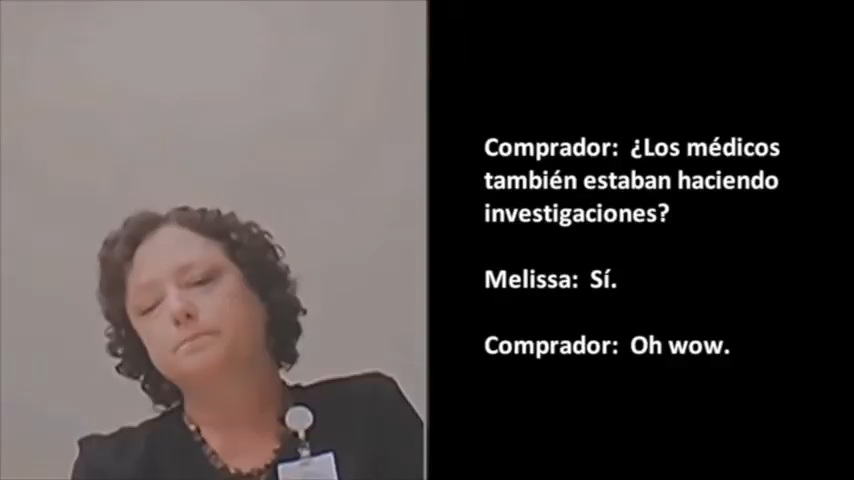 Comprador: ¿Los médicos
también estaban haciendo
investigaciones?
Melissa: Sí.
Comprador: Oh wow.